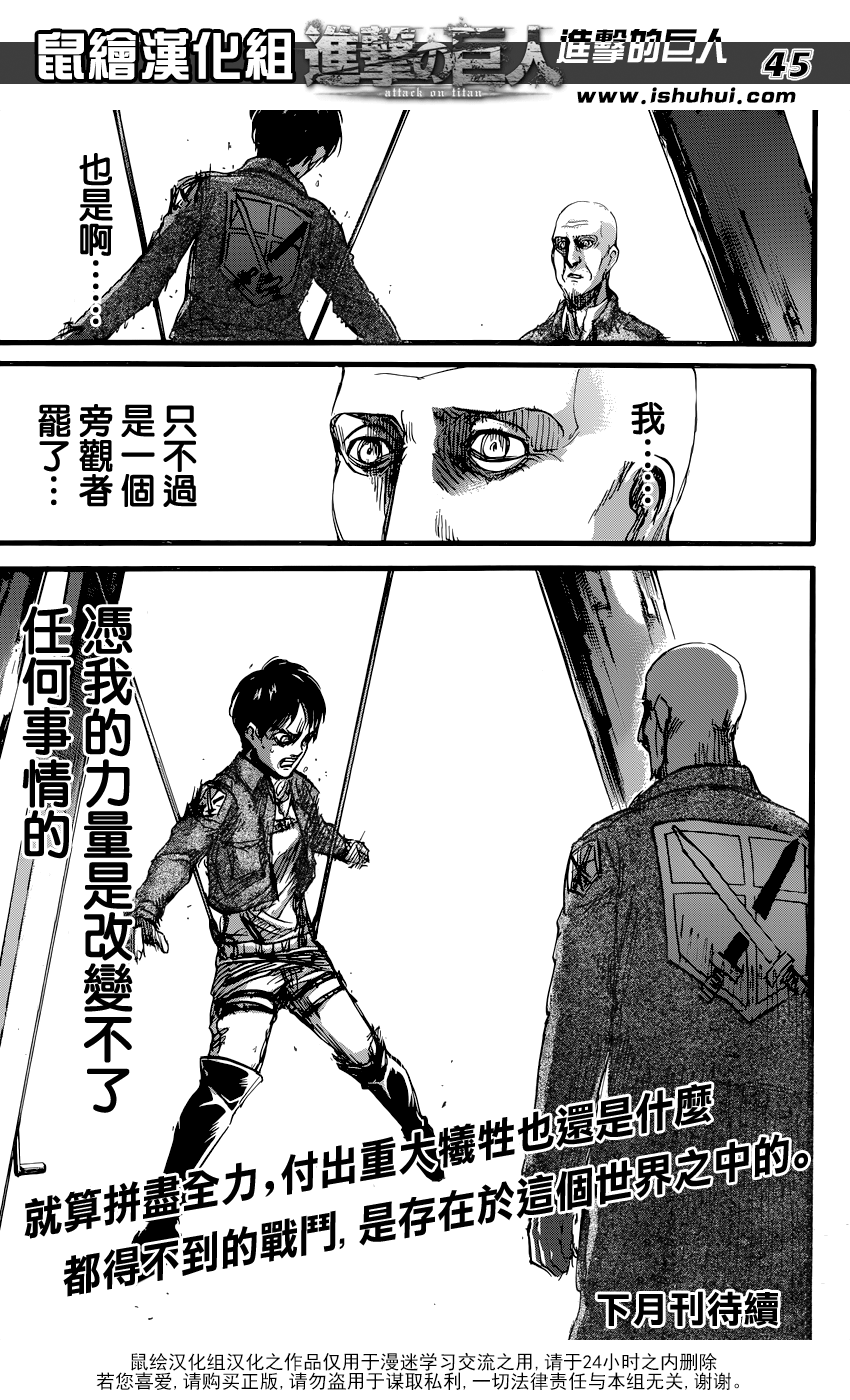 鼠繪漢化組
進撃の巨人
attack on titan
進擊的巨人
www.ishuhui.com
45
也是啊……
我……
只不過
是一個
旁觀者
罷了…
憑我的力量是改變不了
任何事情的
就算拼盡全力，付出重大犧牲也還是什麼
都得不到的戰鬥，是存在於這個世界之中的。
下月刊待續
鼠绘汉化组汉化之作品仅用于漫迷学习交流之用，请于24小时之内删除
若您喜爱，请购买正版，请勿盗用于谋取私利，一切法律责任与本组无关，谢谢。